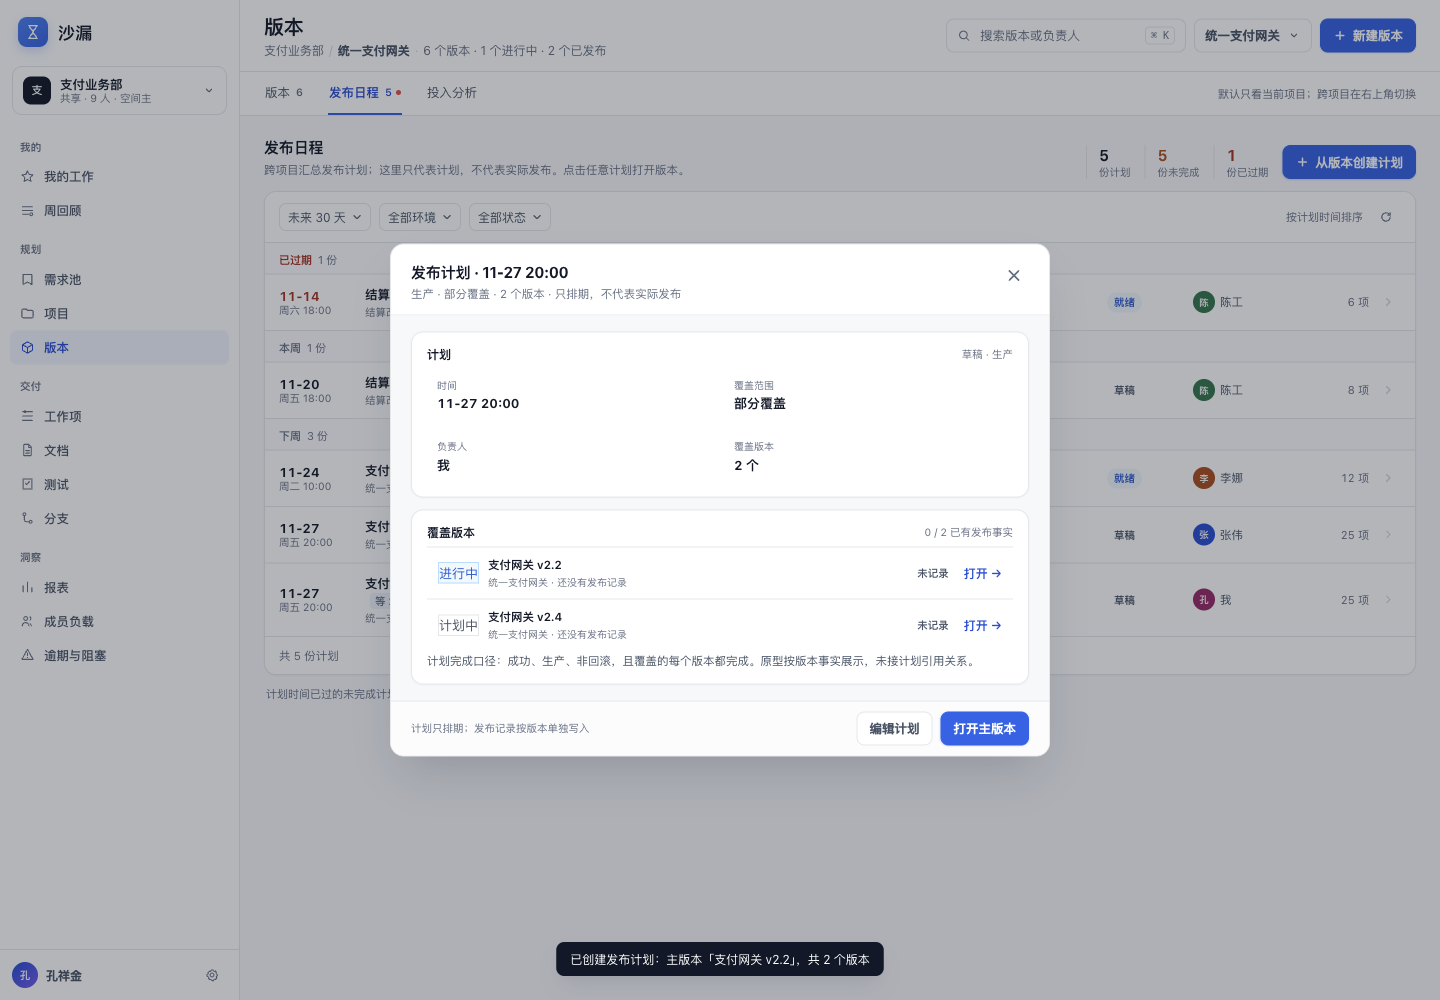 沙漏
支
支付业务部
共享 · 9 人 · 空间主
我的
我的工作
周回顾
规划
需求池
项目
版本
交付
工作项
文档
测试
分支
洞察
报表
成员负载
逾期与阻塞
孔
孔祥金
版本
支付业务部 / 统一支付网关 · 6 个版本 · 1 个进行中 · 2 个已发布
搜索版本或负责人 ⌘ K
统一支付网关
+ 新建版本
版本 6
发布日程 5
投入分析
默认只看当前项目；跨项目在右上角切换
发布日程
跨项目汇总发布计划；这里只代表计划，不代表实际发布。点击任意计划打开版本。
5
份计划
5
份未完成
1
份已过期
+ 从版本创建计划
未来 30 天
全部环境
全部状态
按计划时间排序
已过期 1 份
11-14
周六 18:00
结算
结算
就绪
陈 陈工
6 项
本周 1 份
11-20
周五 18:00
结算
结算
草稿
陈 陈工
8 项
下周 3 份
11-24
周二 10:00
支付
统一支
就绪
李 李娜
12 项
11-27
周五 20:00
支付
统一支
草稿
张 张伟
25 项
11-27
周五 20:00
支付
等
统一支
草稿
孔 我
25 项
共 5 份计划
计划时间已过的未完成计
发布计划 · 11-27 20:00
生产 · 部分覆盖 · 2 个版本 · 只排期，不代表实际发布
计划
草稿 · 生产
时间
11-27 20:00
覆盖范围
部分覆盖
负责人
我
覆盖版本
2 个
覆盖版本
0 / 2 已有发布事实
进行中
支付网关 v2.2
统一支付网关 · 还没有发布记录
未记录
打开 →
计划中
支付网关 v2.4
统一支付网关 · 还没有发布记录
未记录
打开 →
计划完成口径：成功、生产、非回滚，且覆盖的每个版本都完成。原型按版本事实展示，未接计划引用关系。
计划只排期；发布记录按版本单独写入
编辑计划
打开主版本
已创建发布计划：主版本「支付网关 v2.2」，共 2 个版本